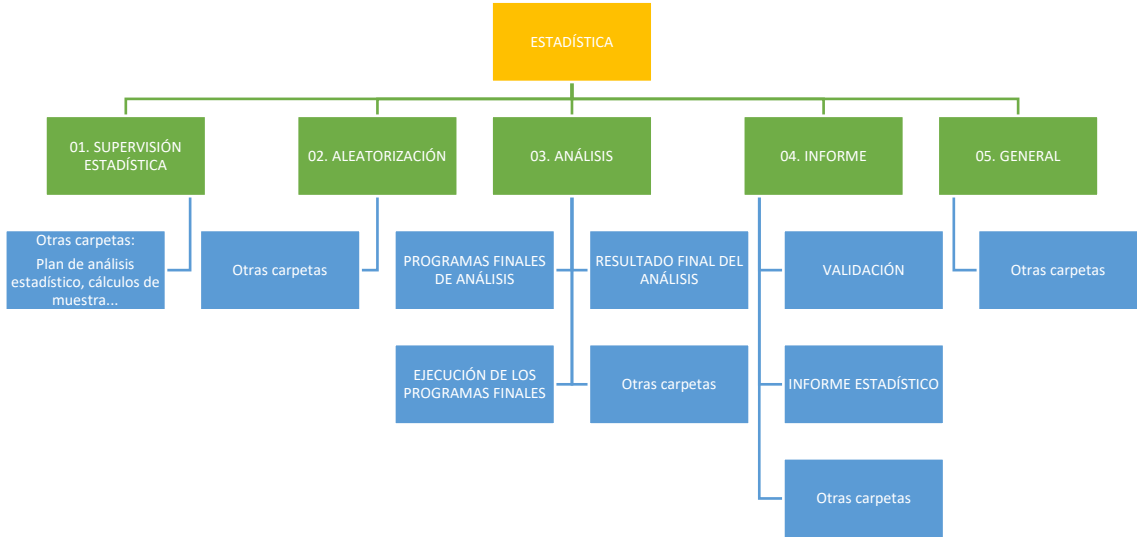 ESTADÍSTICA
01. SUPERVISIÓN
ESTADÍSTICA
02. ALEATORIZACIÓN
03. ANÁLISIS
04. INFORME
05. GENERAL
Otras carpetas:
Plan de análisis
estadístico, cálculos de
muestra...
Otras carpetas
PROGRAMAS FINALES
DE ANÁLISIS
RESULTADO FINAL DEL
ANÁLISIS
VALIDACIÓN
Otras carpetas
EJECUCIÓN DE LOS
PROGRAMAS FINALES
Otras carpetas
INFORME ESTADÍSTICO
Otras carpetas